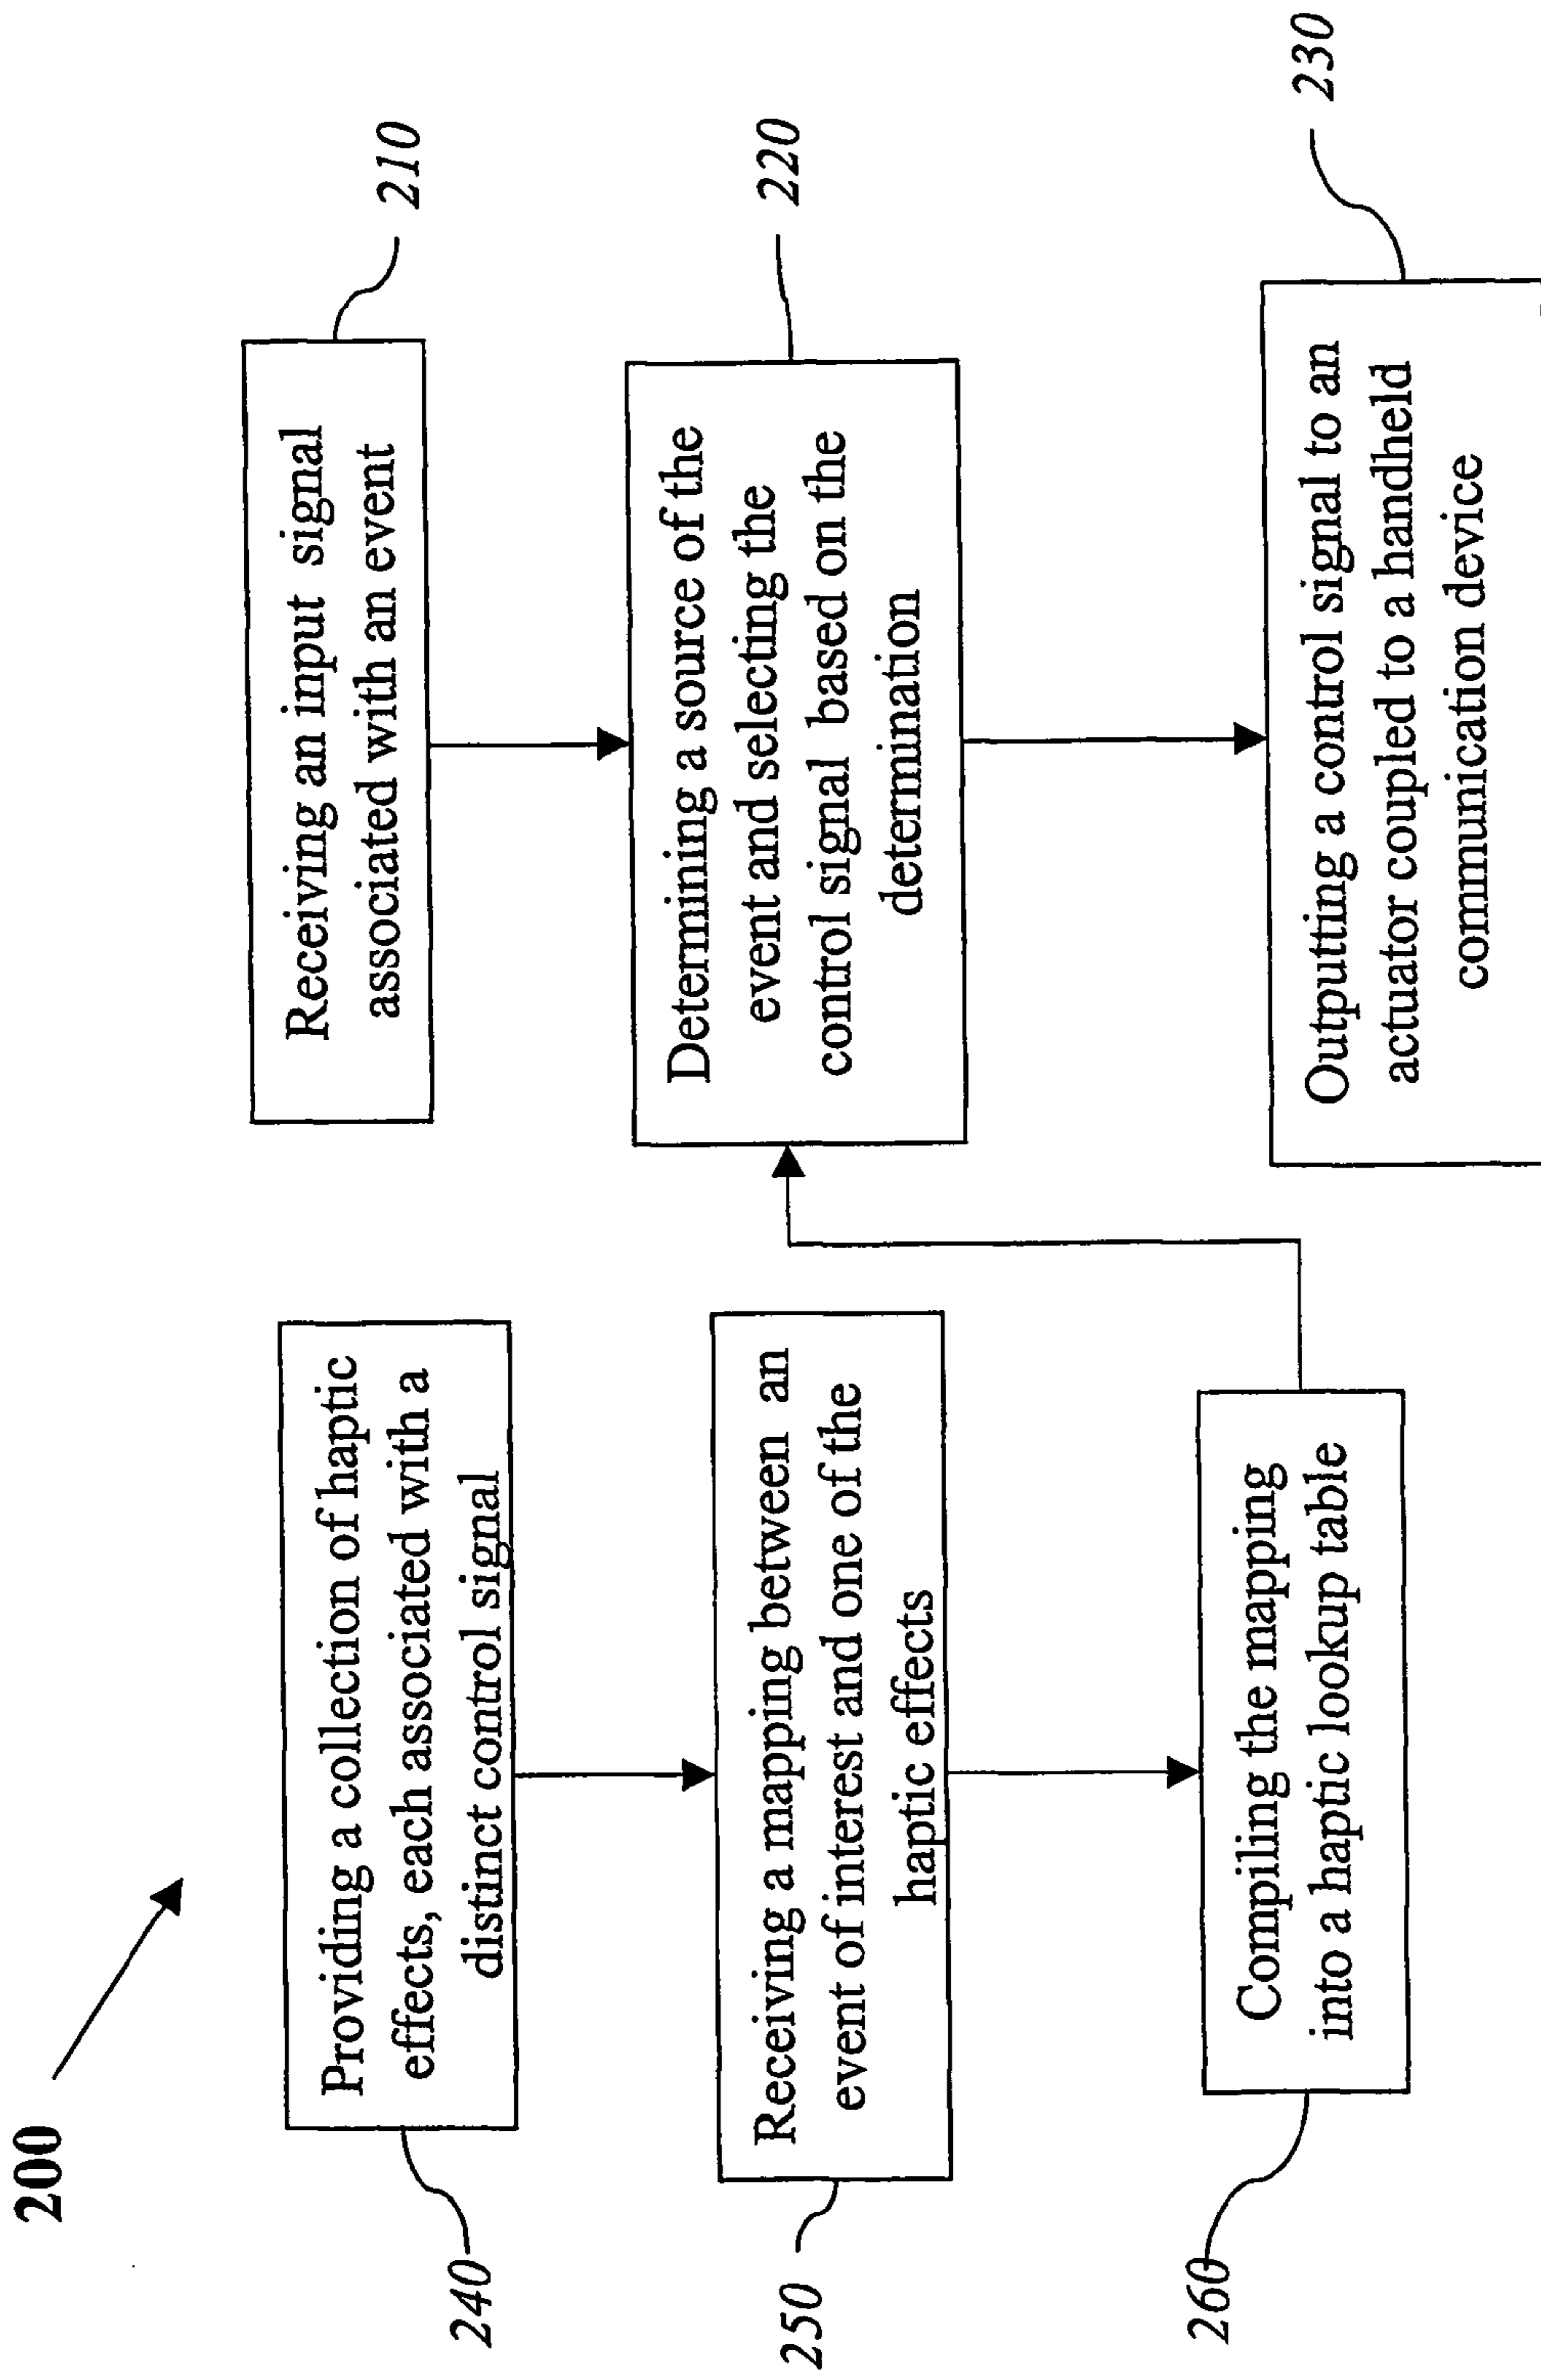 200
240
Providing a collection of haptic
effects, each associated with a
distinct control signal
250
Receiving a mapping between an
event of interest and one of the
haptic effects
260
Compiling the mapping
into a haptic lookup table
Receiving an input signal
associated with an event
210
Determining a source of the
event and selecting the
control signal based on the
determination
220
Outputting a control signal to an
actuator coupled to a handheld
communication device
230